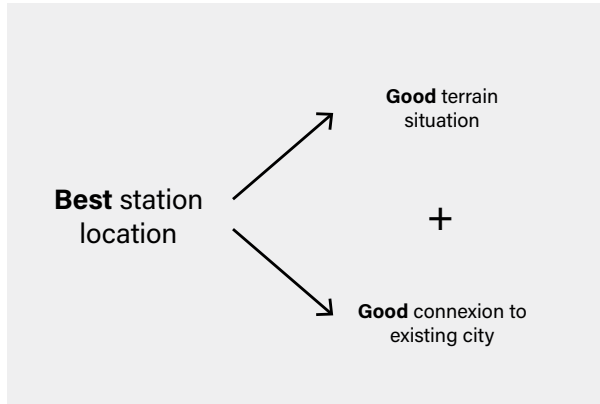 Good terrain
situation
Best station
location
+
Good connexion to
existing city